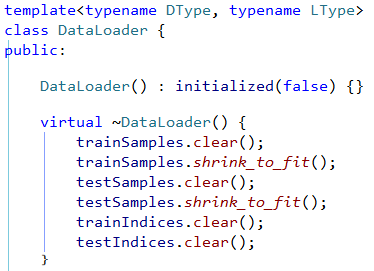 template<typename DType, typename LType>
class DataLoader {
public:
DataLoader() : initialized(false) {}
virtual ~DataLoader() {
trainSamples.clear();
trainSamples.shrink_to_fit();
testSamples.clear();
testSamples.shrink_to_fit();
trainIndices.clear();
testIndices.clear();
}